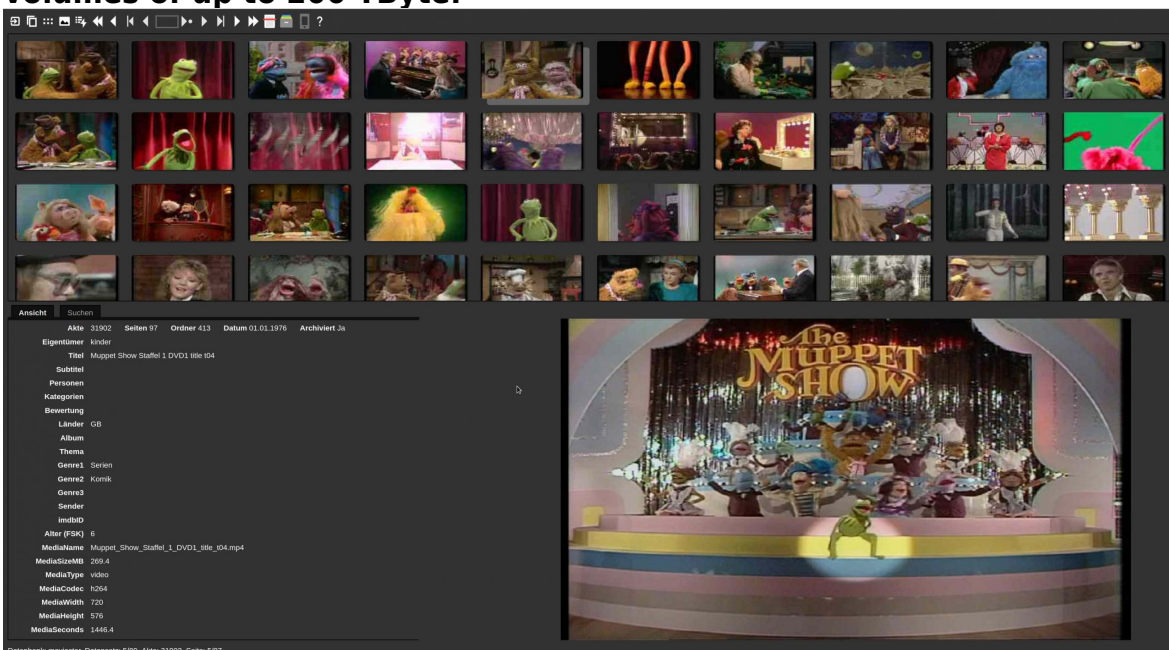 volumes of up to 200 TByte.
?
Ansicht Suchen
Akte 31902 Seiten 97 Ordner 413 Datum 01.01.1976 Archiviert Ja
Eigentümer kinder
Titel Muppet Show Staffel 1 DVD1 title t04
Subtitel
Personen
Kategorien
Bewertung
Länder GB
Album
Thema
Genre1 Serien
Genre2 Komik
Genre3
Sender
imdbID
Alter (FSK) 6
MediaName Muppet_Show_Staffel_1_DVD1_title_t04.mp4
MediaSizeMB 269.4
MediaType video
MediaCodec h264
MediaWidth 720
MediaHeight 576
MediaSeconds 1446.4
The
MUPPET
SHOW